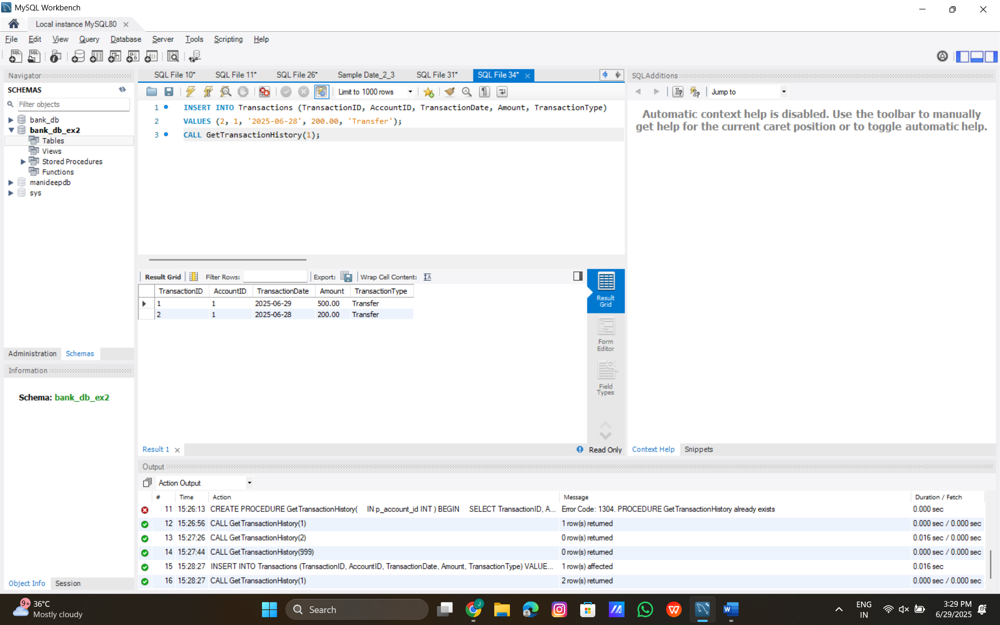 MySQL Workbench
Local instance MySQL80
File Edit View Query Database Server Tools Scripting Help
Navigator
SCHEMAS
Filter objects
bank_db
bank_db_ex2
Tables
Views
Stored Procedures
Functions
manideepdb
sys
Administration Schemas
Information
Schema: bank_db_ex2
Object Info Session
SQL File 10* SQL File 11* SQL File 26* Sample Date_2_3 SQL File 31* SQL File 34*
Limit to 1000 rows
1 INSERT INTO Transactions (TransactionID, AccountID, TransactionDate, Amount, TransactionType)
2 VALUES (2, 1, '2025-06-28', 200.00, 'Transfer');
3 CALL GetTransactionHistory(1);
Result Grid Filter Rows: Export: Wrap Cell Content:
TransactionID AccountID TransactionDate Amount TransactionType
1 1 2025-06-29 500.00 Transfer
2 1 2025-06-28 200.00 Transfer
Result
Grid
Form
Editor
Field
Types
Result 1 Read Only
SQLAdditions
Jump to
Automatic context help is disabled. Use the toolbar to manually
get help for the current caret position or to toggle automatic help.
Context Help Snippets
Output
Action Output
# Time Action Message Duration / Fetch
11 15:26:13 CREATE PROCEDURE GetTransactionHistory( IN p_account_id INT ) BEGIN SELECT TransactionID, A... Error Code: 1304. PROCEDURE GetTransactionHistory already exists 0.000 sec
12 15:26:56 CALL GetTransactionHistory(1) 1 row(s) returned 0.000 sec / 0.000 sec
13 15:27:26 CALL GetTransactionHistory(2) 0 row(s) returned 0.016 sec / 0.000 sec
14 15:27:44 CALL GetTransactionHistory(999) 0 row(s) returned 0.000 sec / 0.000 sec
15 15:28:27 INSERT INTO Transactions (TransactionID, AccountID, TransactionDate, Amount, TransactionType) VALUE... 1 row(s) affected 0.016 sec
16 15:28:27 CALL GetTransactionHistory(1) 2 row(s) returned 0.000 sec / 0.000 sec
9+
36°C
Mostly cloudy
Search
ENG
IN
3:29 PM
6/29/2025